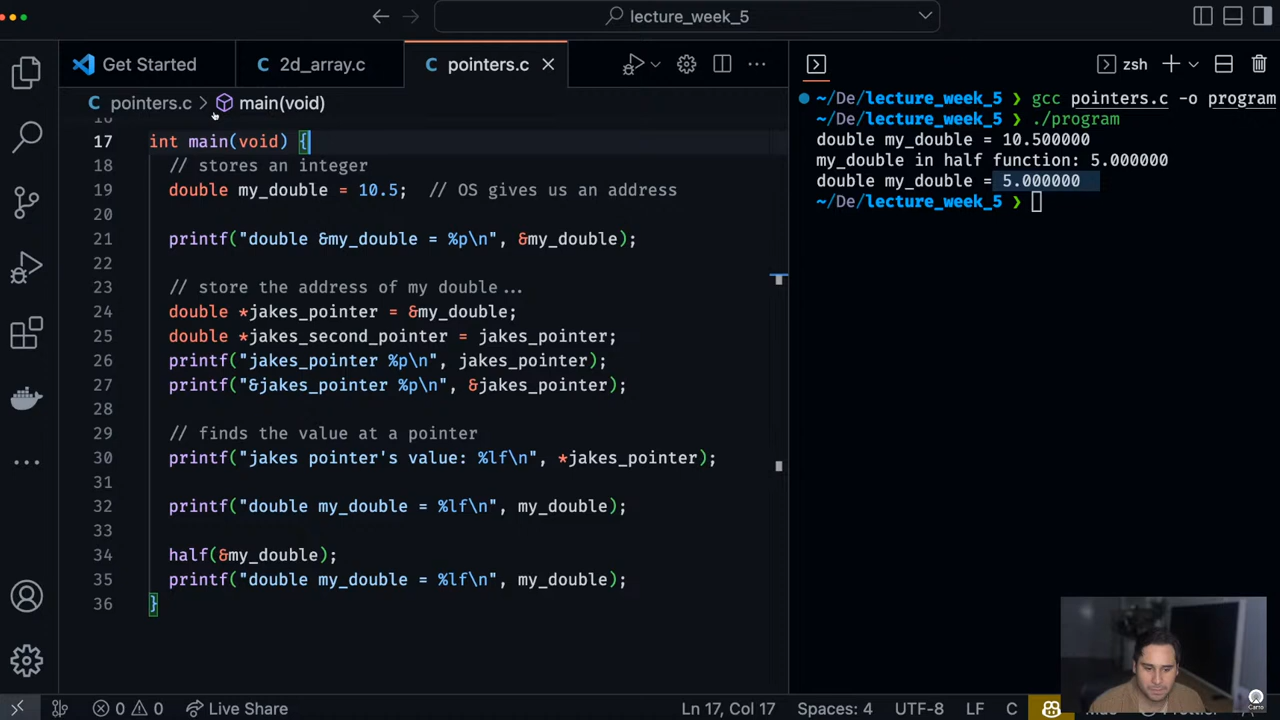 lecture_week_5
Get Started
C 2d_array.c
C pointers.c
zsh
C pointers.c > main(void)
17 int main(void) {
18 // stores an integer
19 double my_double = 10.5; // OS gives us an address
20
21 printf("double &my_double = %p\n", &my_double);
22
23 // store the address of my double...
24 double *jakes_pointer = &my_double;
25 double *jakes_second_pointer = jakes_pointer;
26 printf("jakes_pointer %p\n", jakes_pointer);
27 printf("&jakes_pointer %p\n", &jakes_pointer);
28
29 // finds the value at a pointer
30 printf("jakes pointer's value: %lf\n", *jakes_pointer);
31
32 printf("double my_double = %lf\n", my_double);
33
34 half(&my_double);
35 printf("double my_double = %lf\n", my_double);
36 }
~/De/lecture_week_5 ❯ gcc pointers.c -o program
~/De/lecture_week_5 ❯ ./program
double my_double = 10.500000
my_double in half function: 5.000000
double my_double = 5.000000
~/De/lecture_week_5 ❯
0 0 Live Share Ln 17, Col 17 Spaces: 4 UTF-8 LF C